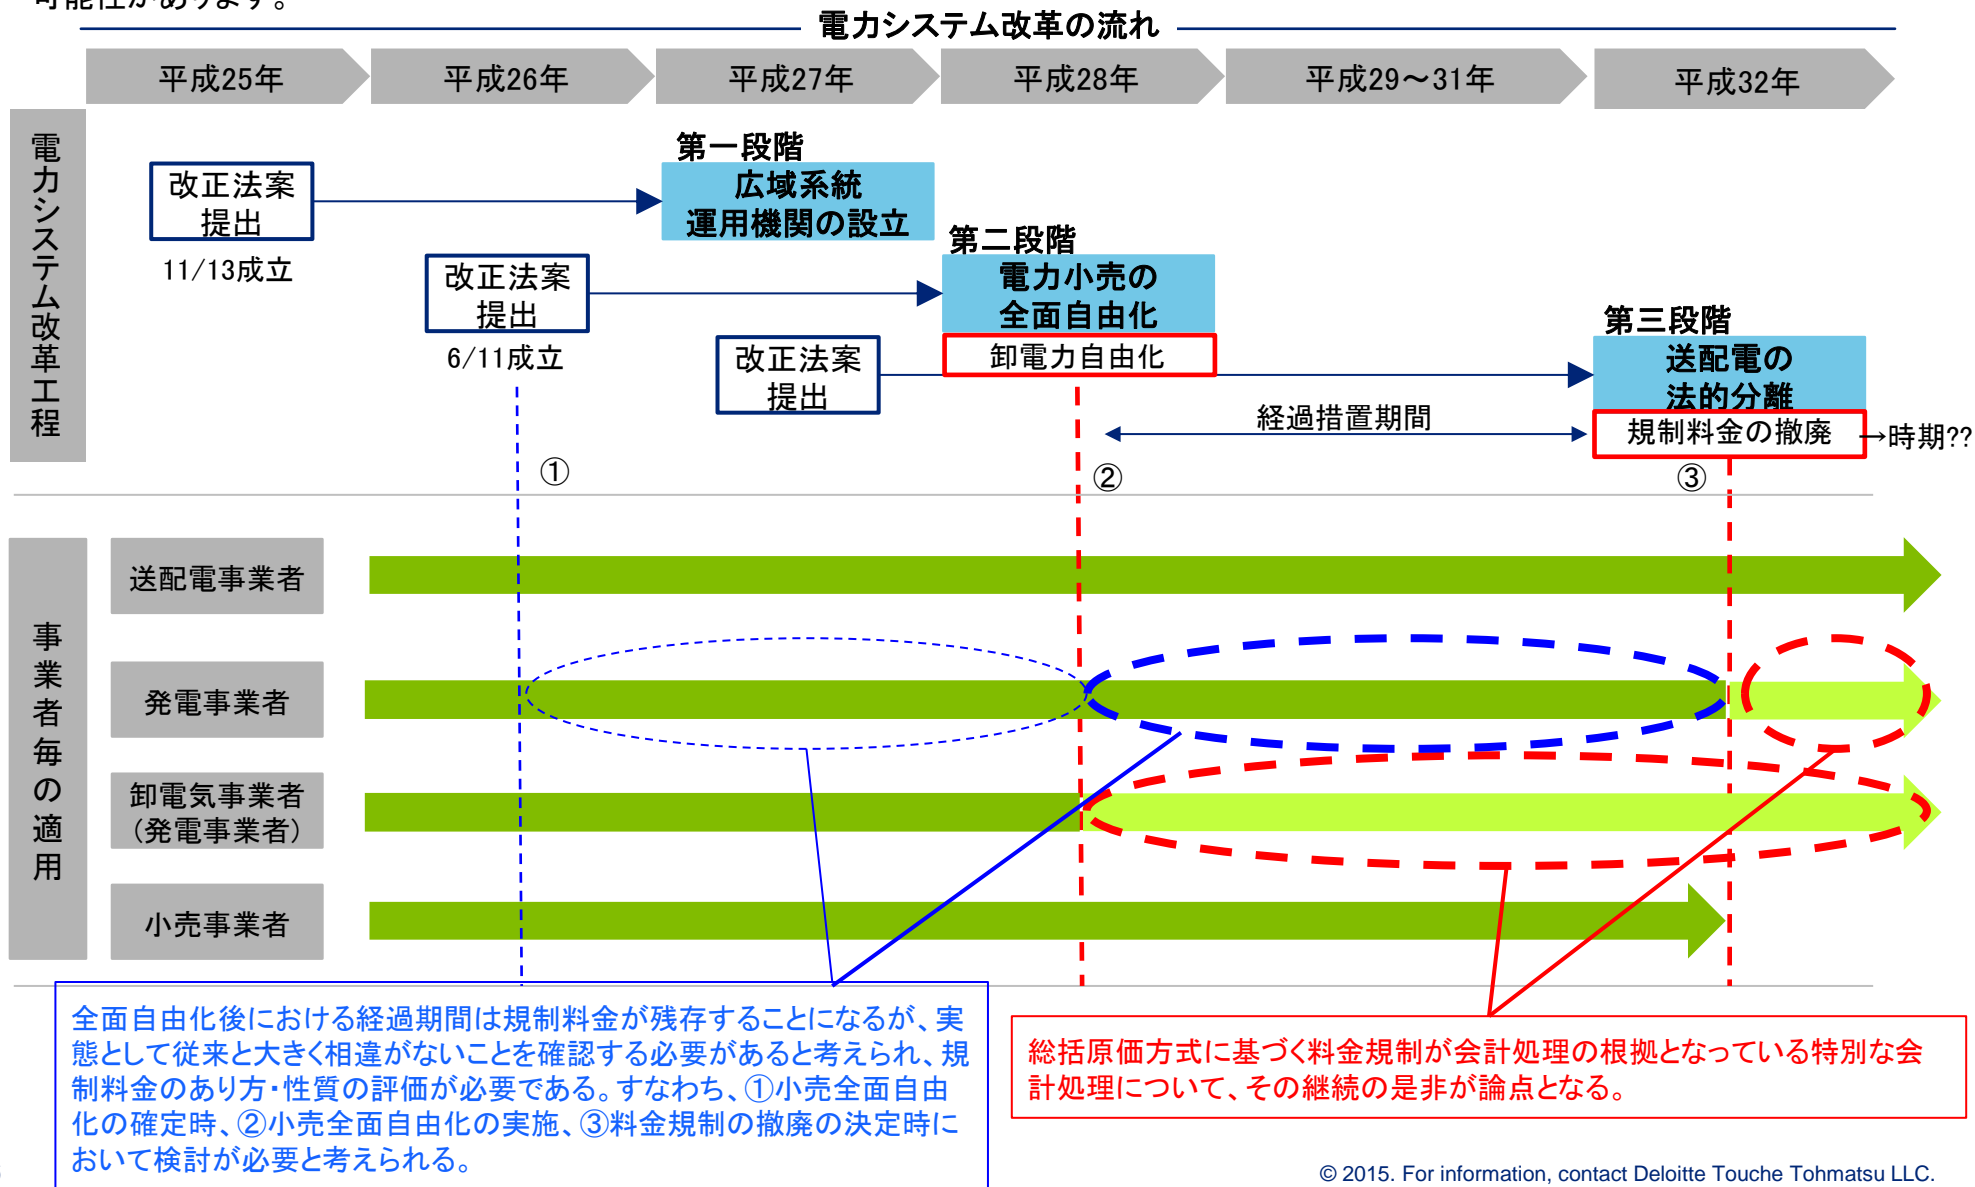 可能性があります。
電力システム改革の流れ
平成25年
平成26年
平成27年
平成28年
平成29～31年
平成32年
電力システム改革工程
改正法案
提出
11/13成立
第一段階
広域系統
運用機関の設立
改正法案
提出
6/11成立
第二段階
電力小売の
全面自由化
卸電力自由化
改正法案
提出
第三段階
送配電の
法的分離
規制料金の撤廃
→時期??
経過措置期間
①
②
③
事業者毎の適用
送配電事業者
発電事業者
卸電気事業者
（発電事業者）
小売事業者
全面自由化後における経過期間は規制料金が残存することになるが、実
態として従来と大きく相違がないことを確認する必要があると考えられ、規
制料金のあり方・性質の評価が必要である。すなわち、①小売全面自由
化の確定時、②小売全面自由化の実施、③料金規制の撤廃の決定時に
おいて検討が必要と考えられる。
総括原価方式に基づく料金規制が会計処理の根拠となっている特別な会
計処理について、その継続の是非が論点となる。
© 2015. For information, contact Deloitte Touche Tohmatsu LLC.